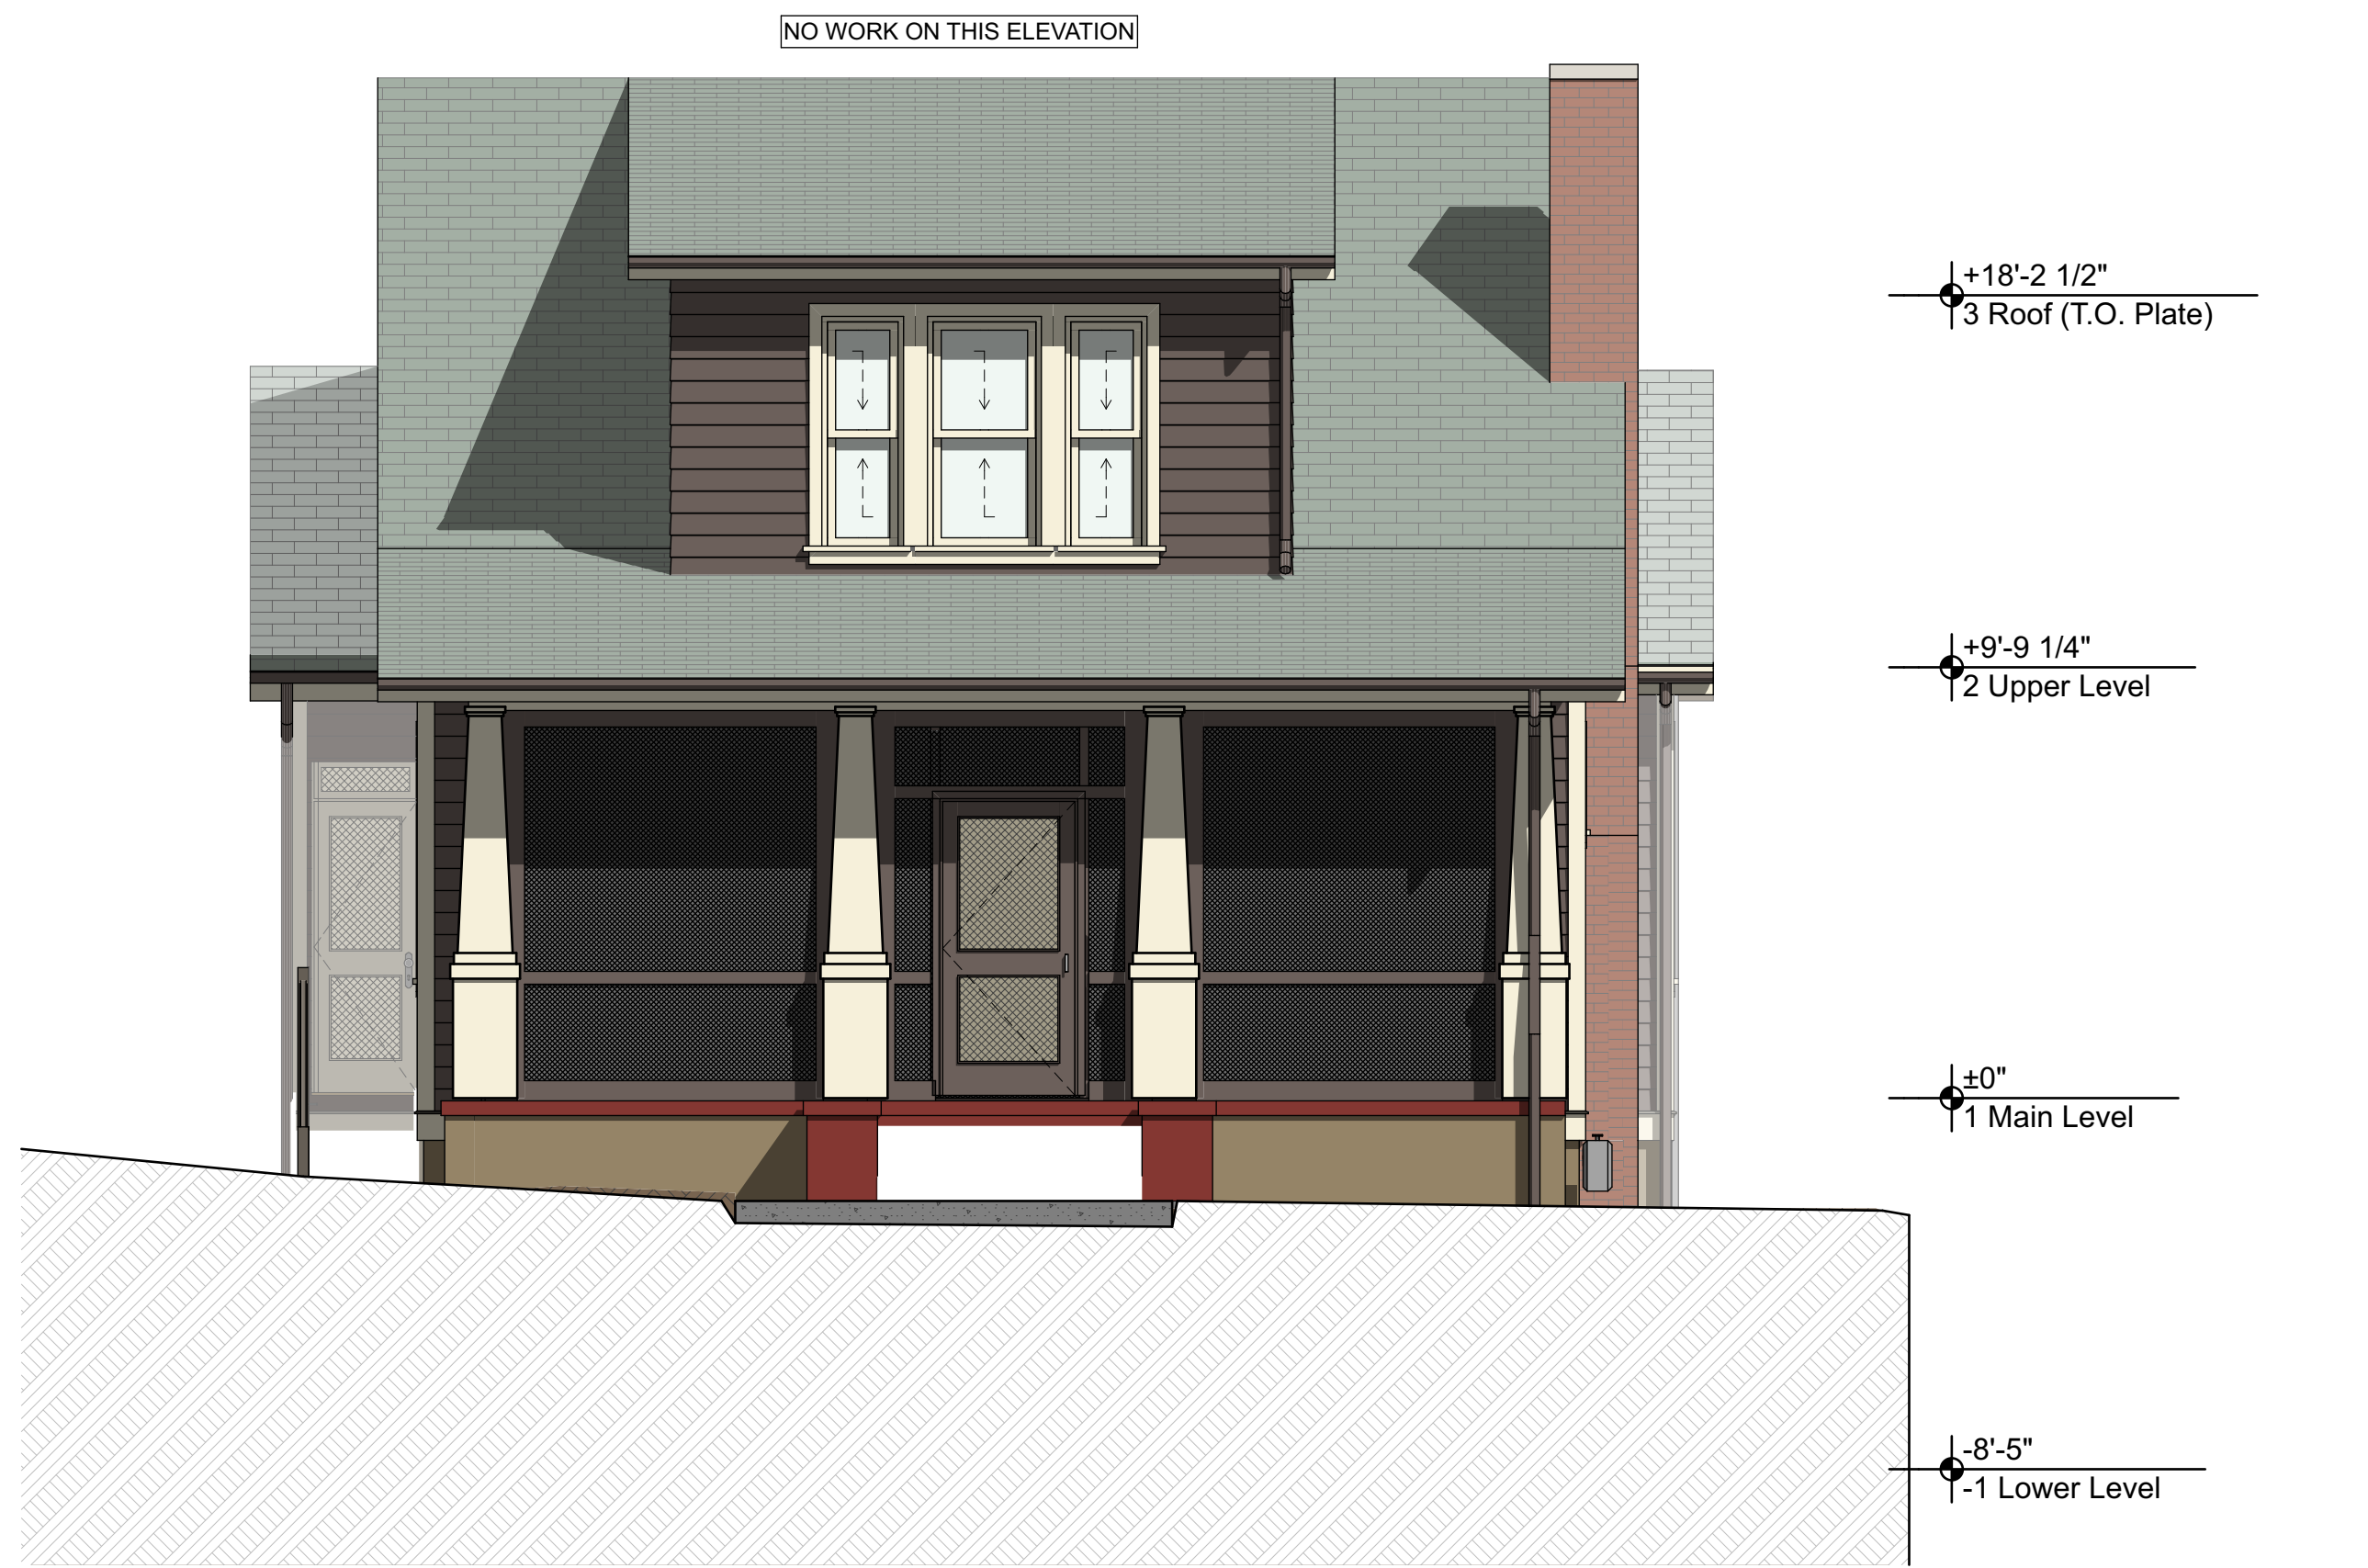 NO WORK ON THIS ELEVATION
+18'-2 1/2"
3 Roof (T.O. Plate)
+9'-9 1/4"
2 Upper Level
±0"
1 Main Level
-8'-5"
-1 Lower Level